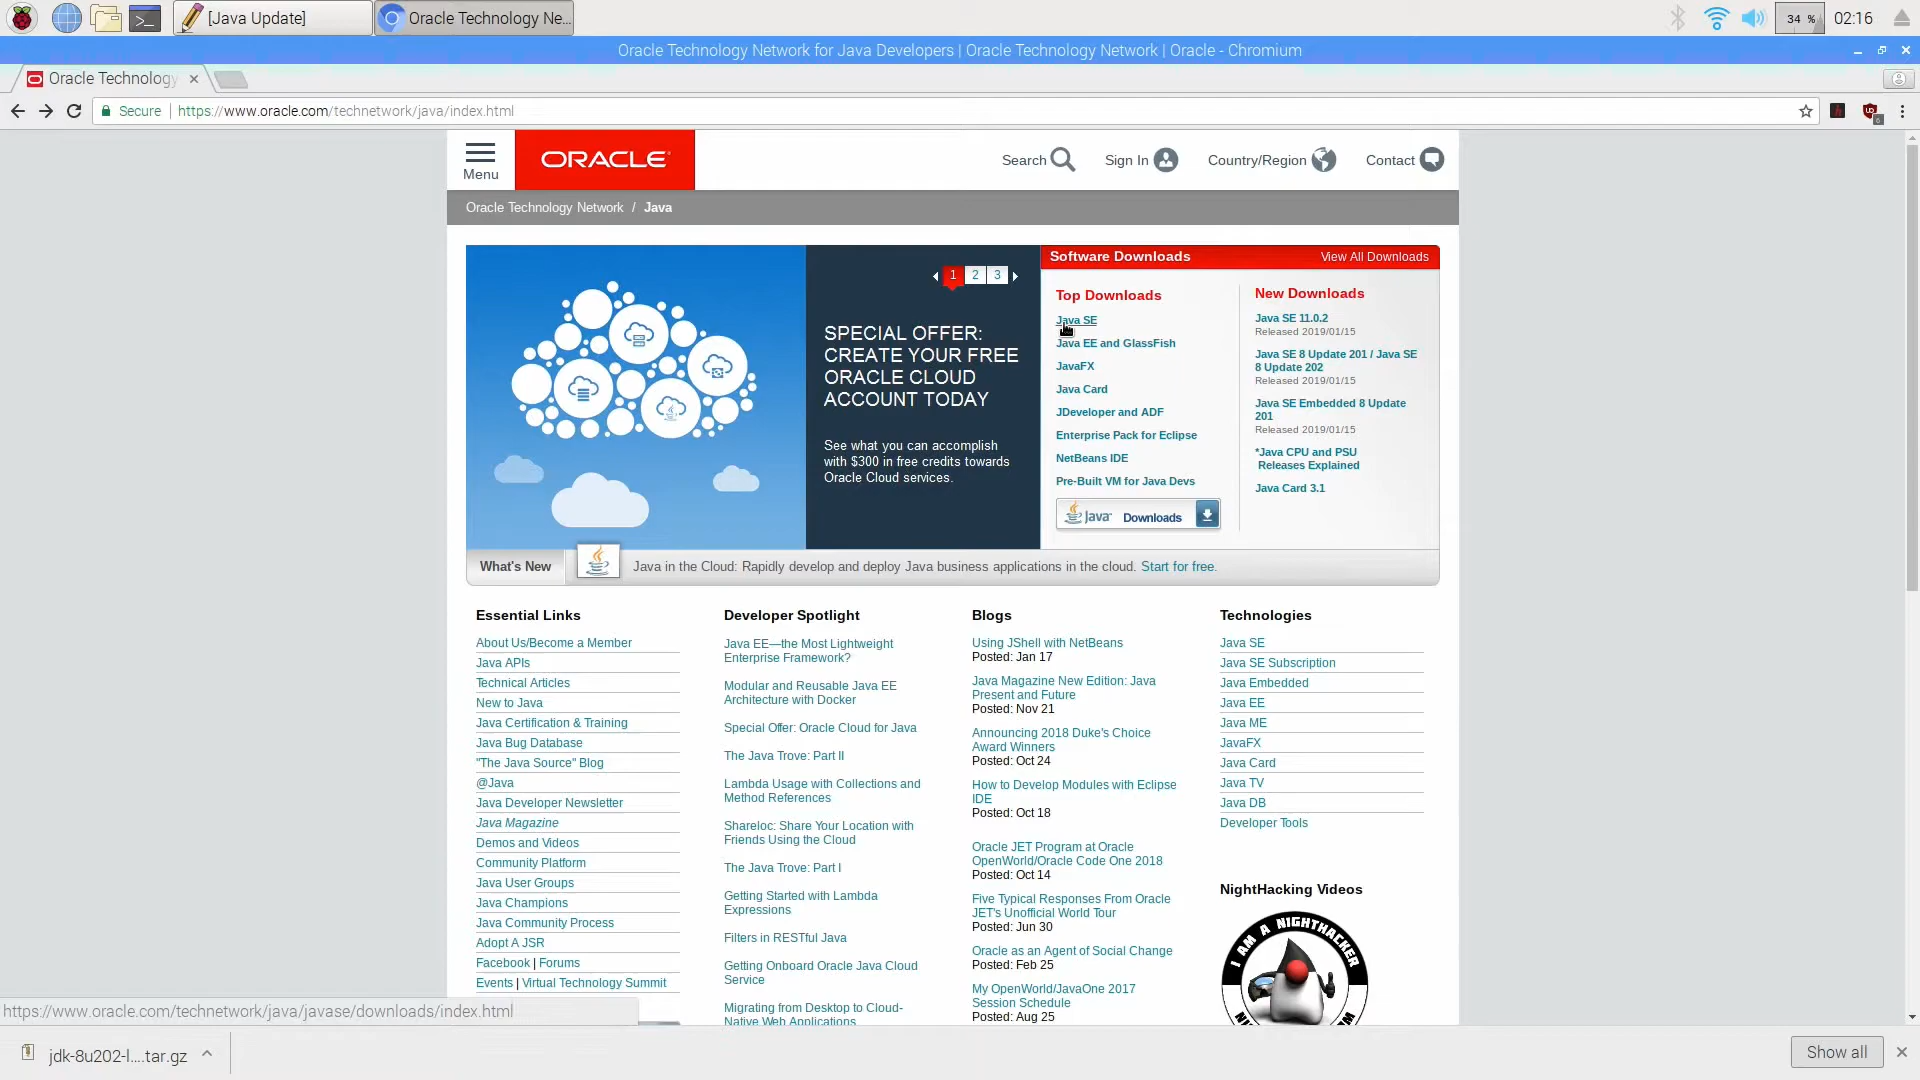 [Java Update]
Oracle Technology Ne...
34 %
02:16
Oracle Technology Network for Java Developers | Oracle Technology Network | Oracle - Chromium
Oracle Technology
Secure | https://www.oracle.com/technetwork/java/index.html
Menu
ORACLE
Search
Sign In
Country/Region
Contact
Oracle Technology Network / Java
1 2 3
SPECIAL OFFER:
CREATE YOUR FREE
ORACLE CLOUD
ACCOUNT TODAY
See what you can accomplish
with $300 in free credits towards
Oracle Cloud services.
Software Downloads
View All Downloads
Top Downloads
Java SE
Java EE and GlassFish
JavaFX
Java Card
JDeveloper and ADF
Enterprise Pack for Eclipse
NetBeans IDE
Pre-Built VM for Java Devs
Java Downloads
New Downloads
Java SE 11.0.2
Released 2019/01/15
Java SE 8 Update 201 / Java SE
8 Update 202
Released 2019/01/15
Java SE Embedded 8 Update
201
Released 2019/01/15
*Java CPU and PSU
Releases Explained
Java Card 3.1
What's New
Java in the Cloud: Rapidly develop and deploy Java business applications in the cloud. Start for free.
Essential Links
About Us/Become a Member
Java APIs
Technical Articles
New to Java
Java Certification & Training
Java Bug Database
"The Java Source" Blog
@Java
Java Developer Newsletter
Java Magazine
Demos and Videos
Community Platform
Java User Groups
Java Champions
Java Community Process
Adopt A JSR
Facebook | Forums
Events | Virtual Technology Summit
Developer Spotlight
Java EE—the Most Lightweight
Enterprise Framework?
Modular and Reusable Java EE
Architecture with Docker
Special Offer: Oracle Cloud for Java
The Java Trove: Part II
Lambda Usage with Collections and
Method References
Shareloc: Share Your Location with
Friends Using the Cloud
The Java Trove: Part I
Getting Started with Lambda
Expressions
Filters in RESTful Java
Getting Onboard Oracle Java Cloud
Service
Migrating from Desktop to Cloud-
Native Web Applications
Blogs
Using JShell with NetBeans
Posted: Jan 17
Java Magazine New Edition: Java
Present and Future
Posted: Nov 21
Announcing 2018 Duke's Choice
Award Winners
Posted: Oct 24
How to Develop Modules with Eclipse
IDE
Posted: Oct 18
Oracle JET Program at Oracle
OpenWorld/Oracle Code One 2018
Posted: Oct 14
Five Typical Responses From Oracle
JET's Unofficial World Tour
Posted: Jun 30
Oracle as an Agent of Social Change
Posted: Feb 25
My OpenWorld/JavaOne 2017
Session Schedule
Posted: Aug 25
Technologies
Java SE
Java SE Subscription
Java Embedded
Java EE
Java ME
JavaFX
Java Card
Java TV
Java DB
Developer Tools
NightHacking Videos
I AM A NIGHTHACKER
https://www.oracle.com/technetwork/java/javase/downloads/index.html
jdk-8u202-l....tar.gz
Show all